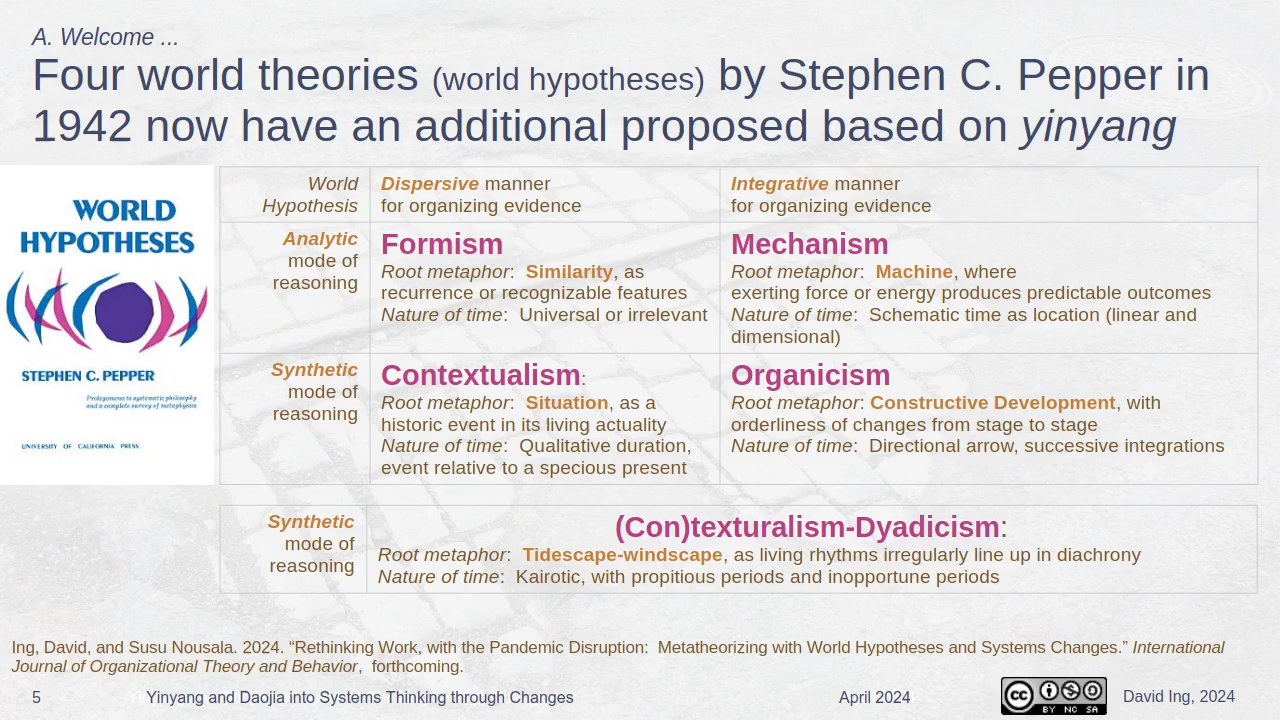 A. Welcome ...
Four world theories (world hypotheses) by Stephen C. Pepper in
1942 now have an additional proposed based on yinyang
WORLD
HYPOTHESES
STEPHEN C. PEPPER
Prolegomena to systematic philosophy
and a complete survey of metaphysics
UNIVERSITY OF CALIFORNIA PRESS
World
Hypothesis
Dispersive manner
for organizing evidence
Integrative manner
for organizing evidence
Analytic
mode of
reasoning
Formism
Root metaphor: Similarity, as
recurrence or recognizable features
Nature of time: Universal or irrelevant
Mechanism
Root metaphor: Machine, where
exerting force or energy produces predictable outcomes
Nature of time: Schematic time as location (linear and
dimensional)
Synthetic
mode of
reasoning
Contextualism:
Root metaphor: Situation, as a
historic event in its living actuality
Nature of time: Qualitative duration,
event relative to a specious present
Organicism
Root metaphor: Constructive Development, with
orderliness of changes from stage to stage
Nature of time: Directional arrow, successive integrations
Synthetic
mode of
reasoning
(Con)texturalism-Dyadicism:
Root metaphor: Tidescape-windscape, as living rhythms irregularly line up in diachrony
Nature of time: Kairotic, with propitious periods and inopportune periods
Ing, David, and Susu Nousala. 2024. “Rethinking Work, with the Pandemic Disruption: Metatheorizing with World Hypotheses and Systems Changes.” International
Journal of Organizational Theory and Behavior, forthcoming.
5
Yinyang and Daojia into Systems Thinking through Changes
April 2024
cc
BY NC SA
David Ing, 2024